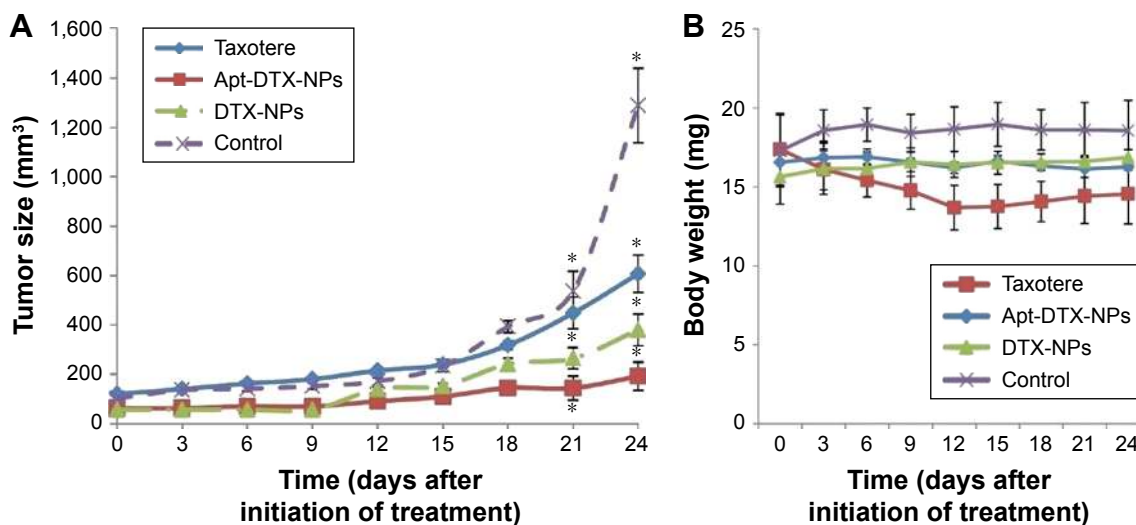 A
Tumor size (mm³)
1,600
1,400
1,200
1,000
800
600
400
200
0
Taxotere
Apt-DTX-NPs
DTX-NPs
Control
*
*
*
*
*
*
*
0 3 6 9 12 15 18 21 24
Time (days after
initiation of treatment)
B
Body weight (mg)
25
20
15
10
5
0
Taxotere
Apt-DTX-NPs
DTX-NPs
Control
0 3 6 9 12 15 18 21 24
Time (days after
initiation of treatment)